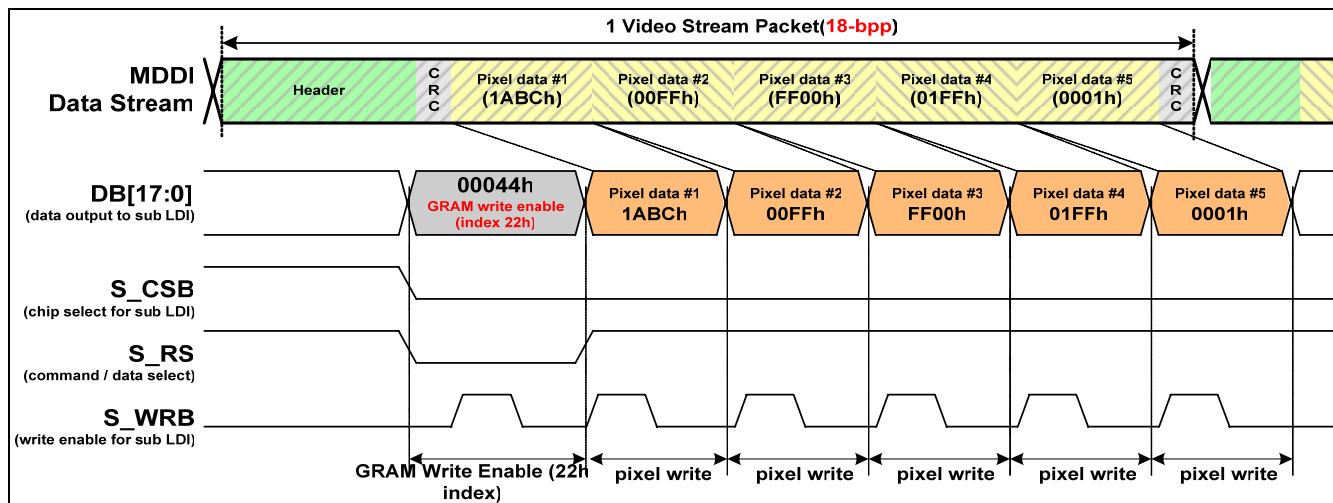 1 Video Stream Packet(18-bpp)
MDDI
Data Stream
Header
C
R
C
Pixel data #1
(1ABCh)
Pixel data #2
(00FFh)
Pixel data #3
(FF00h)
Pixel data #4
(01FFh)
Pixel data #5
(0001h)
C
R
C
DB[17:0]
(data output to sub LDI)
00044h
GRAM write enable
(index 22h)
Pixel data #1
1ABCh
Pixel data #2
00FFh
Pixel data #3
FF00h
Pixel data #4
01FFh
Pixel data #5
0001h
S_CSB
(chip select for sub LDI)
S_RS
(command / data select)
S_WRB
(write enable for sub LDI)
GRAM Write Enable (22h
index)
pixel write
pixel write
pixel write
pixel write
pixel write